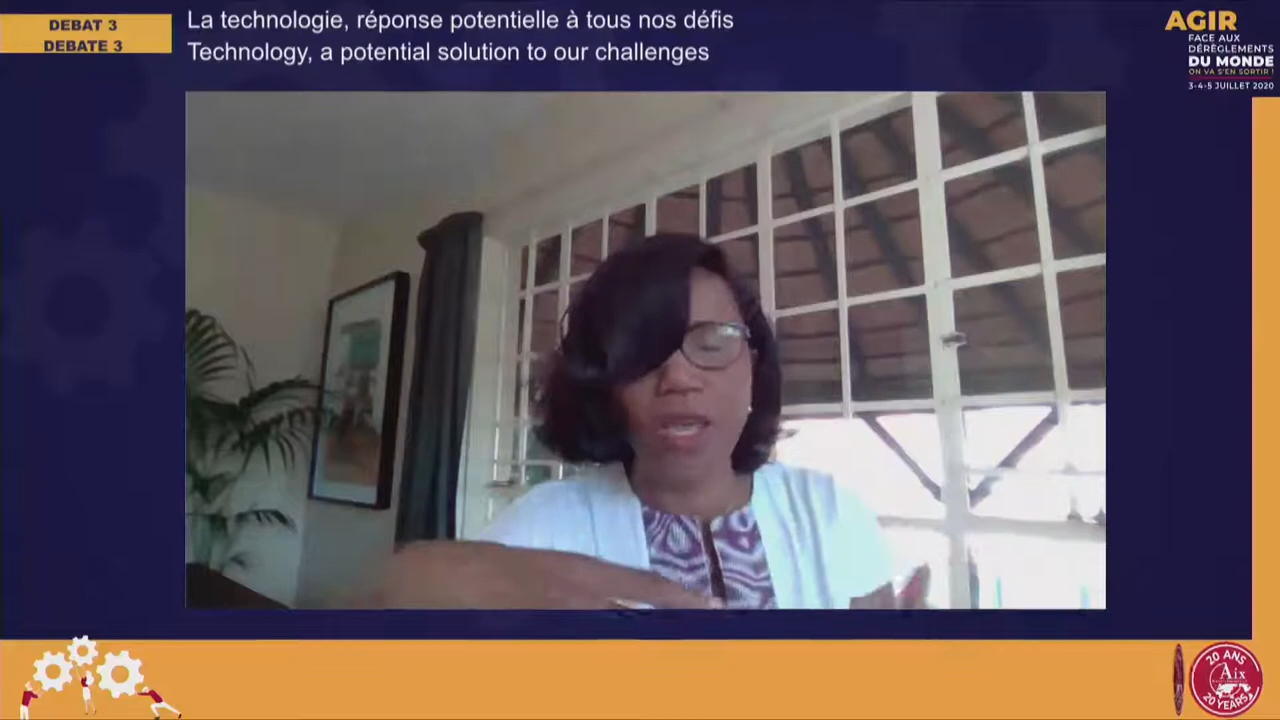 DEBAT 3
DEBATE 3
La technologie, réponse potentielle à tous nos défis
Technology, a potential solution to our challenges
AGIR
FACE AUX
DÉRÈGLEMENTS
DU MONDE
ON VA S'EN SORTIR !
3-4-5 JUILLET 2020
20 ANS
Aix
20 YEARS